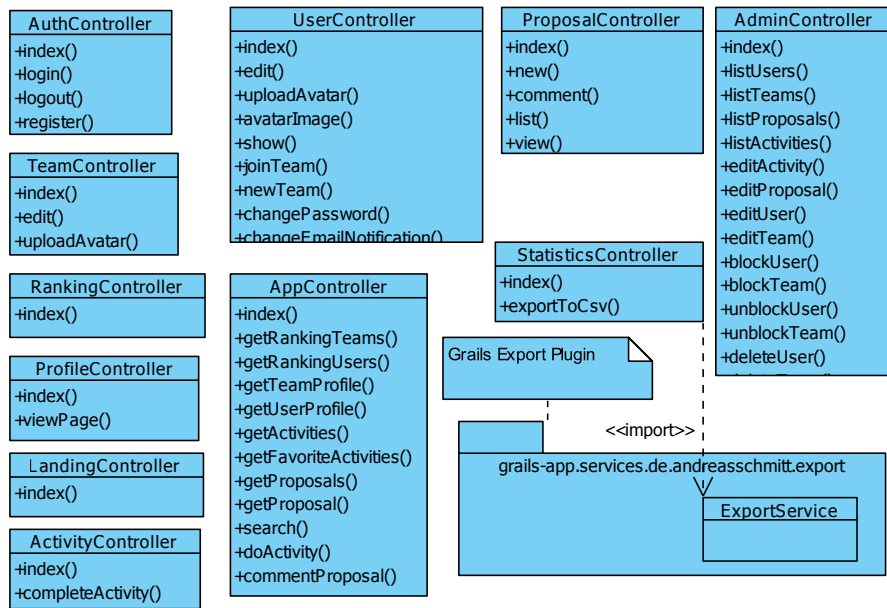 AuthController
+index()
+login()
+logout()
+register()
TeamController
+index()
+edit()
+uploadAvatar()
RankingController
+index()
ProfileController
+index()
+viewPage()
LandingController
+index()
ActivityController
+index()
+completeActivity()
UserController
+index()
+edit()
+uploadAvatar()
+avatarImage()
+show()
+joinTeam()
+newTeam()
+changePassword()
+changeEmailNotification()
AppController
+index()
+getRankingTeams()
+getRankingUsers()
+getTeamProfile()
+getUserProfile()
+getActivities()
+getFavoriteActivities()
+getProposals()
+getProposal()
+search()
+doActivity()
+commentProposal()
ProposalController
+index()
+new()
+comment()
+list()
+view()
StatisticsController
+index()
+exportToCsv()
Grails Export Plugin
<<import>>
grails-app.services.de.andreasschmitt.export
ExportService
AdminController
+index()
+listUsers()
+listTeams()
+listProposals()
+listActivities()
+editActivity()
+editProposal()
+editUser()
+editTeam()
+blockUser()
+blockTeam()
+unblockUser()
+unblockTeam()
+deleteUser()